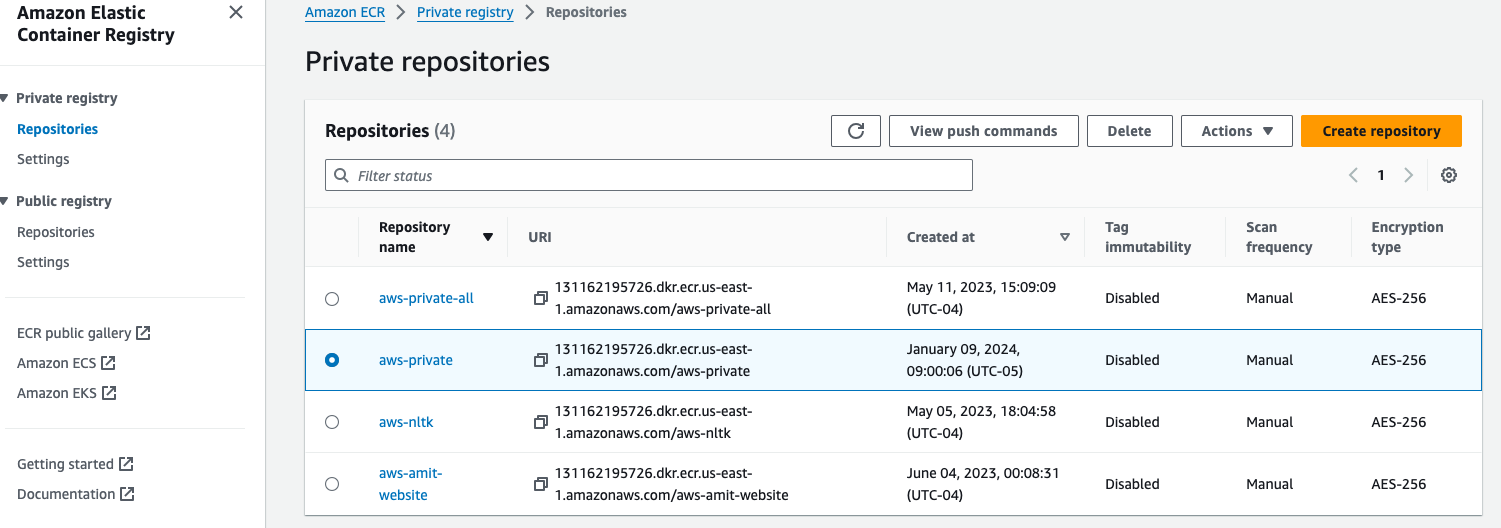 Amazon Elastic
Container Registry
Private registry
Repositories
Settings
Public registry
Repositories
Settings
ECR public gallery
Amazon ECS
Amazon EKS
Getting started
Documentation
Amazon ECR > Private registry > Repositories
Private repositories
Repositories (4)
View push commands
Delete
Actions
Create repository
Filter status
1
Repository
name
URI
Created at
Tag
immutability
Scan
frequency
Encryption
type
aws-private-all
131162195726.dkr.ecr.us-east-
1.amazonaws.com/aws-private-all
May 11, 2023, 15:09:09
(UTC-04)
Disabled
Manual
AES-256
aws-private
131162195726.dkr.ecr.us-east-
1.amazonaws.com/aws-private
January 09, 2024,
09:00:06 (UTC-05)
Disabled
Manual
AES-256
aws-nltk
131162195726.dkr.ecr.us-east-
1.amazonaws.com/aws-nltk
May 05, 2023, 18:04:58
(UTC-04)
Disabled
Manual
AES-256
aws-amit-
website
131162195726.dkr.ecr.us-east-
1.amazonaws.com/aws-amit-website
June 04, 2023, 00:08:31
(UTC-04)
Disabled
Manual
AES-256